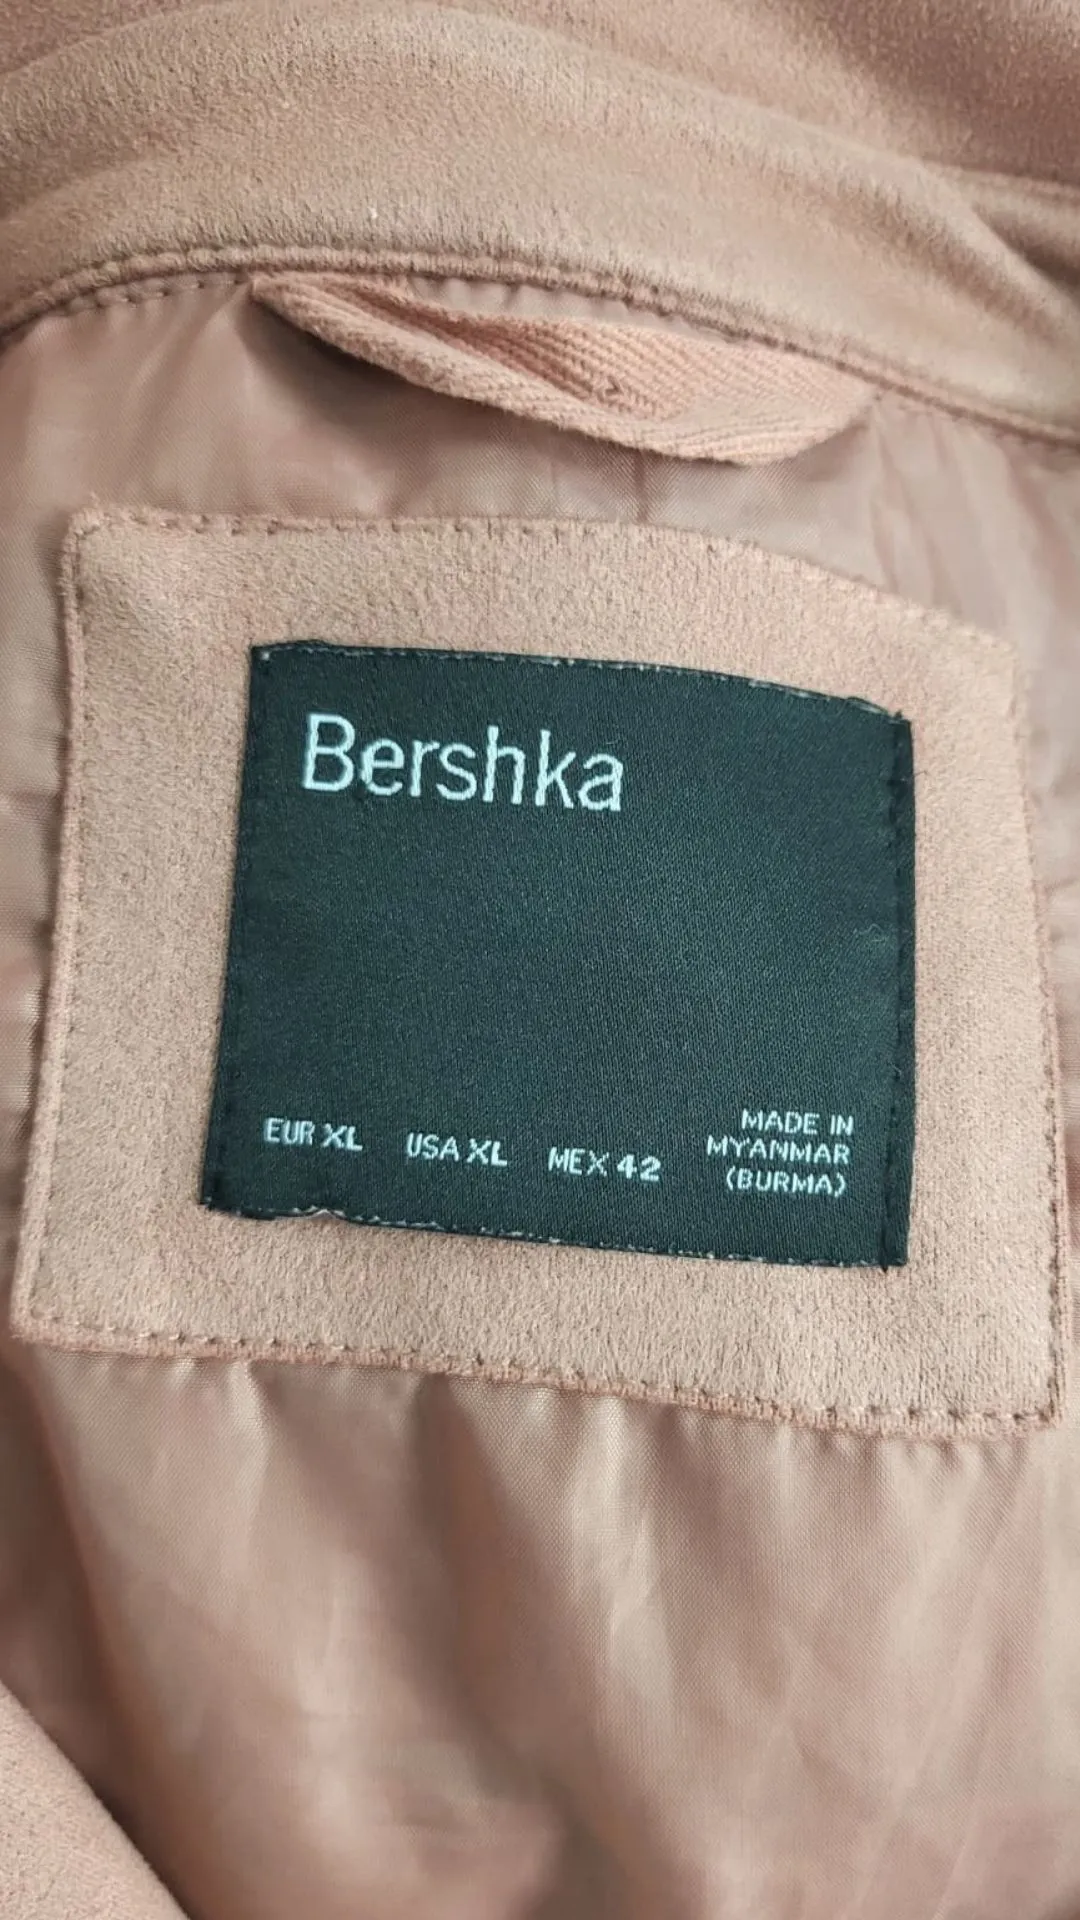 Bershka
EUR XL USA XL MEX 42
MADE IN
MYANMAR
(BURMA)